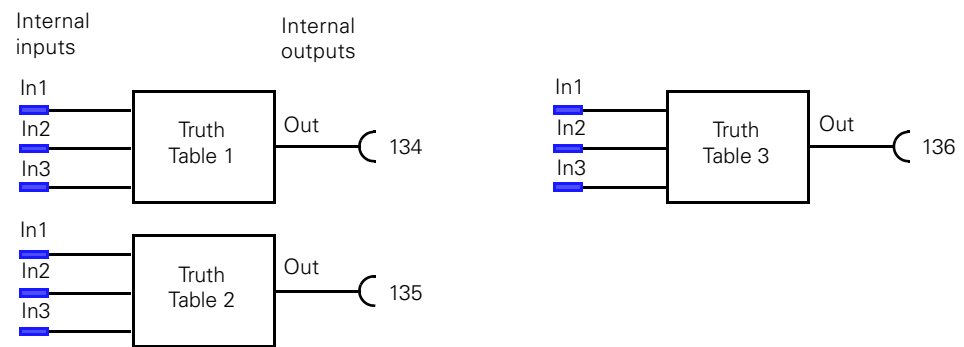 Internal
inputs
Internal
outputs
In1
In2
In3
Truth
Table 1
Out
134
In1
In2
In3
Truth
Table 3
Out
136
In1
In2
In3
Truth
Table 2
Out
135